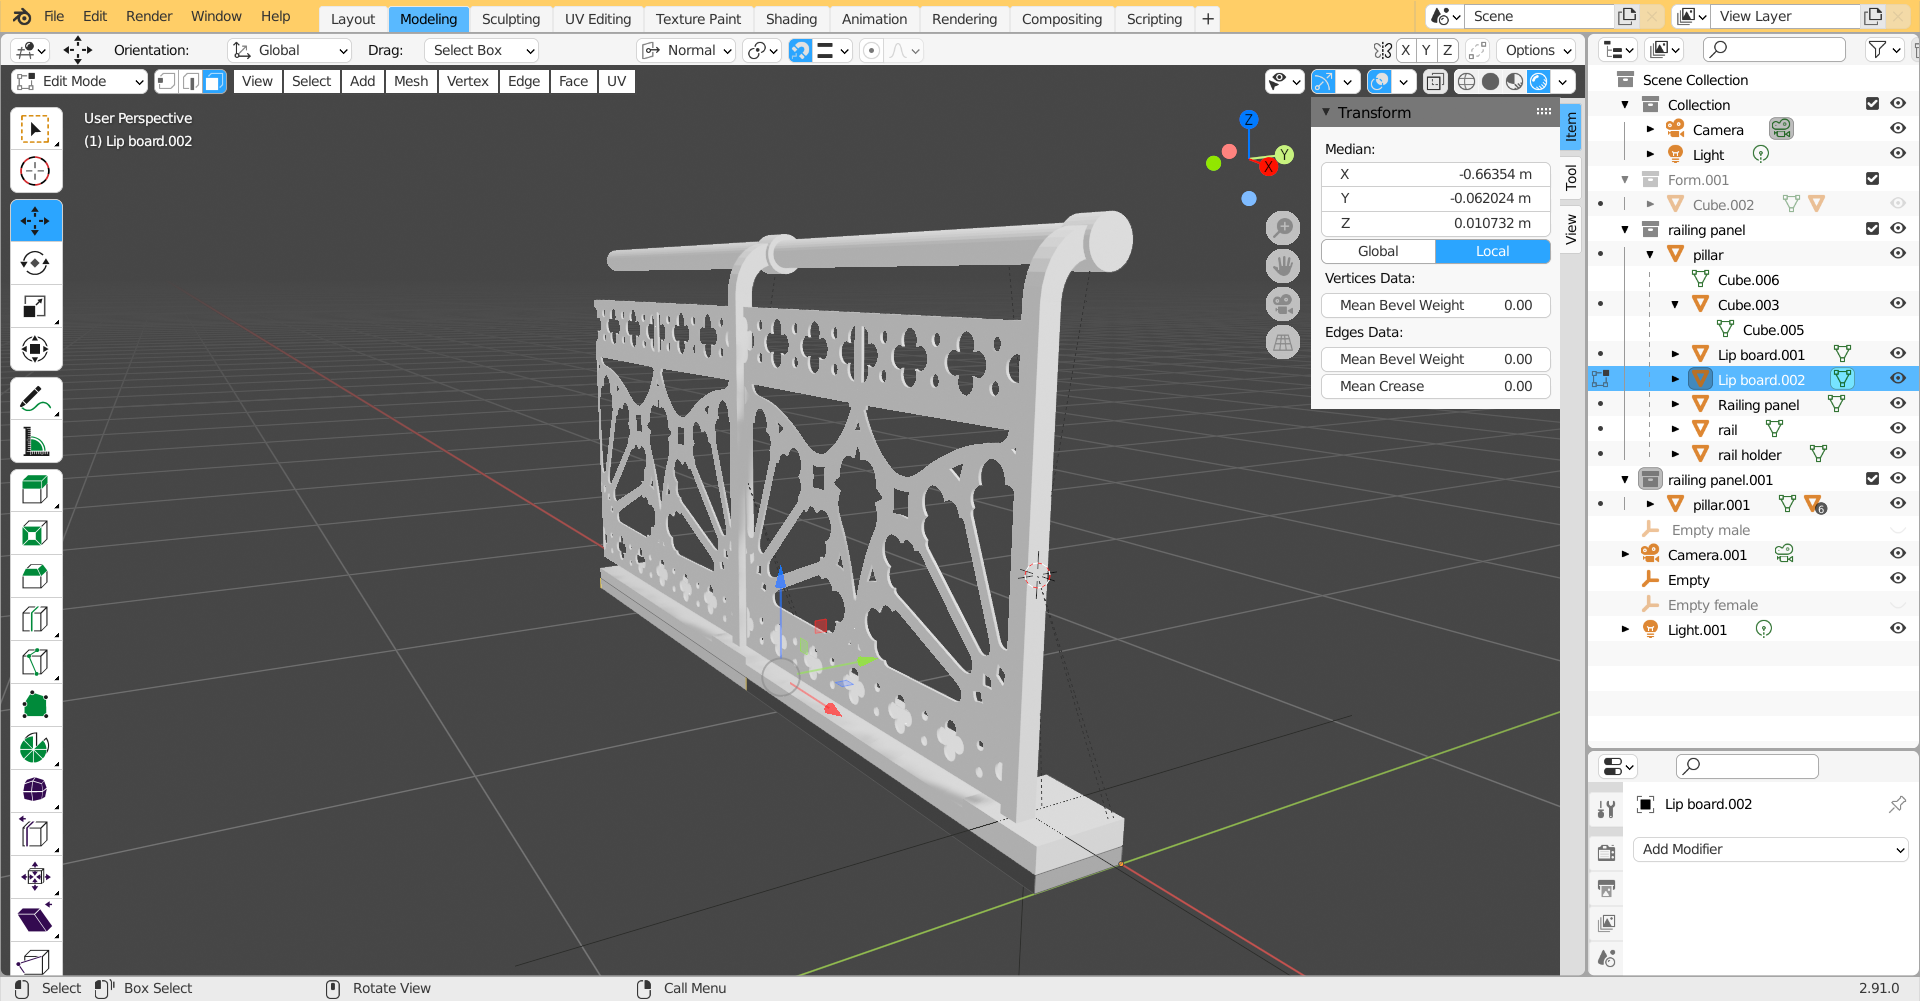 File Edit Render Window Help Layout Modeling Sculpting UV Editing Texture Paint Shading Animation Rendering Compositing Scripting + Scene View Layer
Orientation: Global Drag: Select Box Normal X Y Z Options
Edit Mode View Select Add Mesh Vertex Edge Face UV
User Perspective
(1) Lip board.002
Z
Y
X
Transform
Median:
X -0.66354 m
Y -0.062024 m
Z 0.010732 m
Global Local
Vertices Data:
Mean Bevel Weight 0.00
Edges Data:
Mean Bevel Weight 0.00
Mean Crease 0.00
Item
Tool
View
Scene Collection
Collection
Camera
Light
Form.001
Cube.002
railing panel
pillar
Cube.006
Cube.003
Cube.005
Lip board.001
Lip board.002
Railing panel
rail
rail holder
railing panel.001
pillar.001 6
Empty male
Camera.001
Empty
Empty female
Light.001
Lip board.002
Add Modifier
Select Box Select Rotate View Call Menu 2.91.0